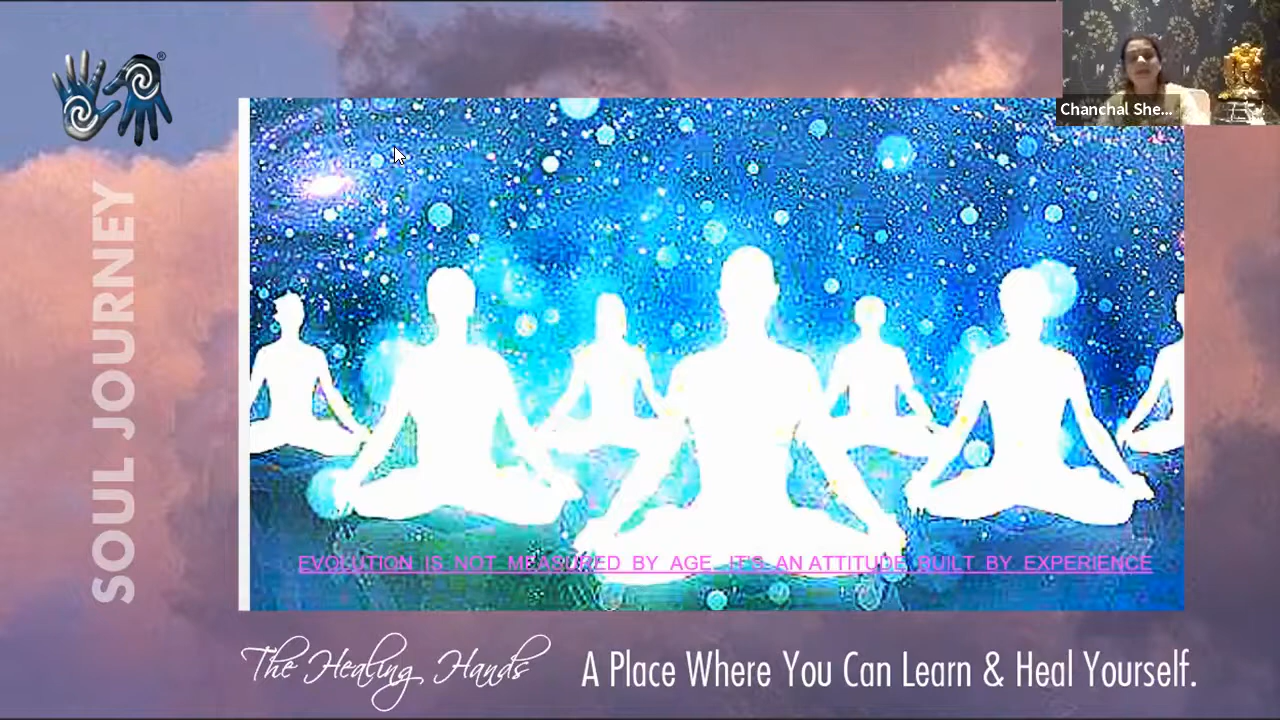 ®
Chanchal She...
SOUL JOURNEY
EVOLUTION IS NOT MEASURED BY AGE , IT'S AN ATTITUDE BUILT BY EXPERIENCE
The Healing Hands
A Place Where You Can Learn & Heal Yourself.